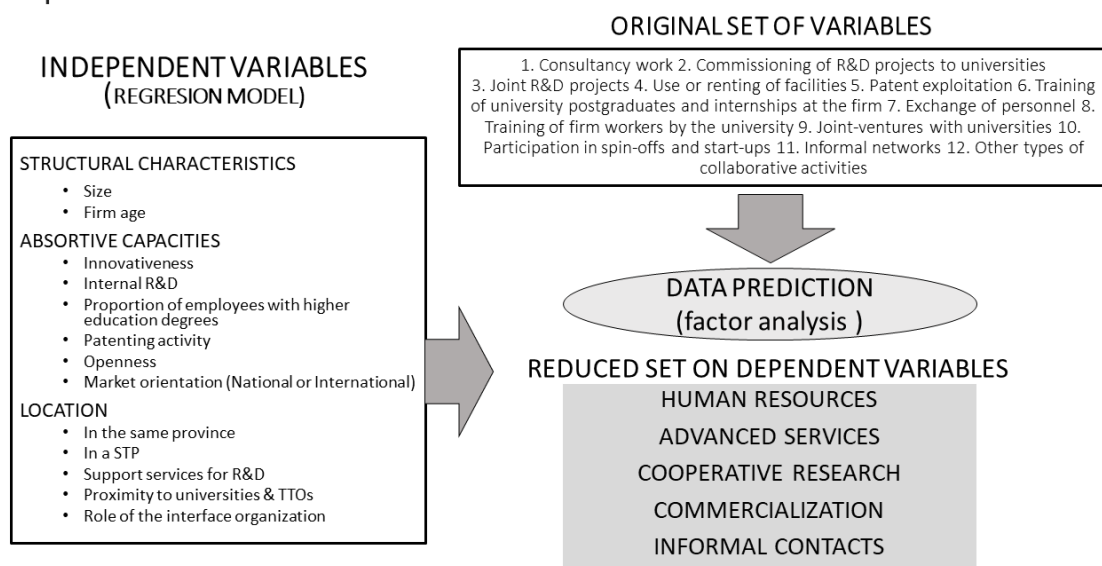 INDEPENDENT VARIABLES
(REGRESION MODEL)
STRUCTURAL CHARACTERISTICS
• Size
• Firm age
ABSORTIVE CAPACITIES
• Innovativeness
• Internal R&D
• Proportion of employees with higher
education degrees
• Patenting activity
• Openness
• Market orientation (National or International)
LOCATION
• In the same province
• In a STP
• Support services for R&D
• Proximity to universities & TTOs
• Role of the interface organization
ORIGINAL SET OF VARIABLES
1. Consultancy work 2. Commissioning of R&D projects to universities
3. Joint R&D projects 4. Use or renting of facilities 5. Patent exploitation 6. Training
of university postgraduates and internships at the firm 7. Exchange of personnel 8.
Training of firm workers by the university 9. Joint-ventures with universities 10.
Participation in spin-offs and start-ups 11. Informal networks 12. Other types of
collaborative activities
DATA PREDICTION
(factor analysis )
REDUCED SET ON DEPENDENT VARIABLES
HUMAN RESOURCES
ADVANCED SERVICES
COOPERATIVE RESEARCH
COMMERCIALIZATION
INFORMAL CONTACTS